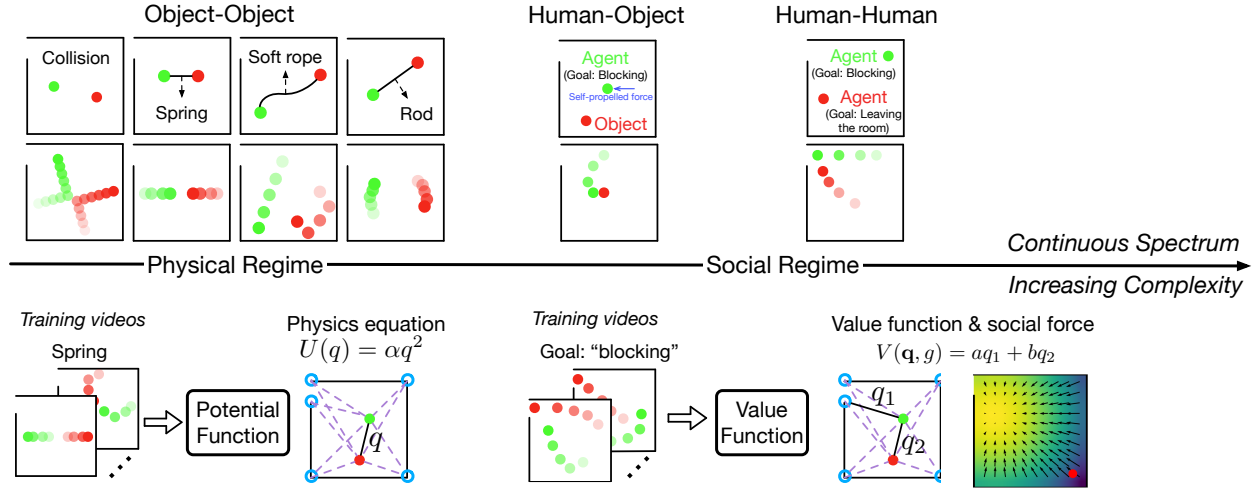 Object-Object
Human-Object
Human-Human
Collision
Spring
Soft rope
Rod
Agent
(Goal: Blocking)
Self-propelled force
Object
Agent
(Goal: Blocking)
Agent
(Goal: Leaving
the room)
Physical Regime
Social Regime
Continuous Spectrum
Increasing Complexity
Training videos
Spring
Potential
Function
Physics equation
U(q) = αq²
q
Training videos
Goal: “blocking”
Value
Function
Value function & social force
V(q, g) = aq₁ + bq₂
q₁
q₂